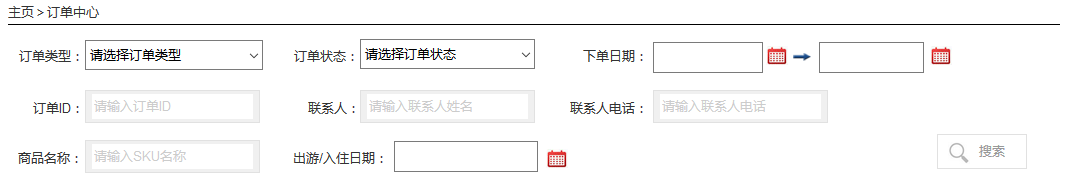 主页 > 订单中心
订单类型： 请选择订单类型 订单状态： 请选择订单状态 下单日期：
订单ID： 请输入订单ID 联系人： 请输入联系人姓名 联系人电话： 请输入联系人电话
商品名称： 请输入SKU名称 出游/入住日期： 搜索